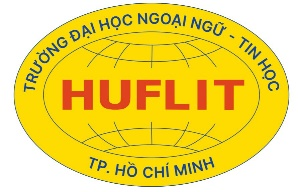 TRƯỜNG ĐẠI HỌC NGOẠI NGỮ - TIN HỌC
HUFLIT
TP. HỒ CHÍ MINH